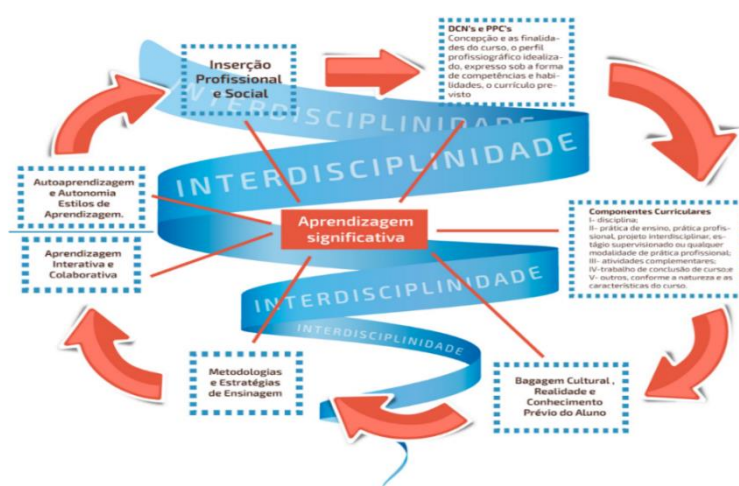 Inserção
Profissional
e Social
DCN's e PPC's
Concepção e as finalida-
des do curso, o perfil
profissiográfico idealiza-
do, expresso sob a forma
de competências e habi-
lidades, o currículo pre-
visto
INTERDISCIPLINIDADE
INTERDISCIPLINIDADE
Autoaprendizagem
e Autonomia
Estilos de
Aprendizagem.
Aprendizagem
Interativa e
Colaborativa
Aprendizagem
significativa
Componentes Curriculares
I- disciplina;
II- prática de ensino, prática profis-
sional, projeto interdisciplinar, es-
tágio supervisionado ou qualquer
modalidade de prática profissional;
III- atividades complementares;
IV-trabalho de conclusão de curso;e
V- outros, conforme a natureza e as
características do curso.
INTERDISCIPLINIDADE
INTERDISCIPLINIDADE
Metodologias
e Estratégias
de Ensinagem
Bagagem Cultural ,
Realidade e
Conhecimento
Prévio do Aluno